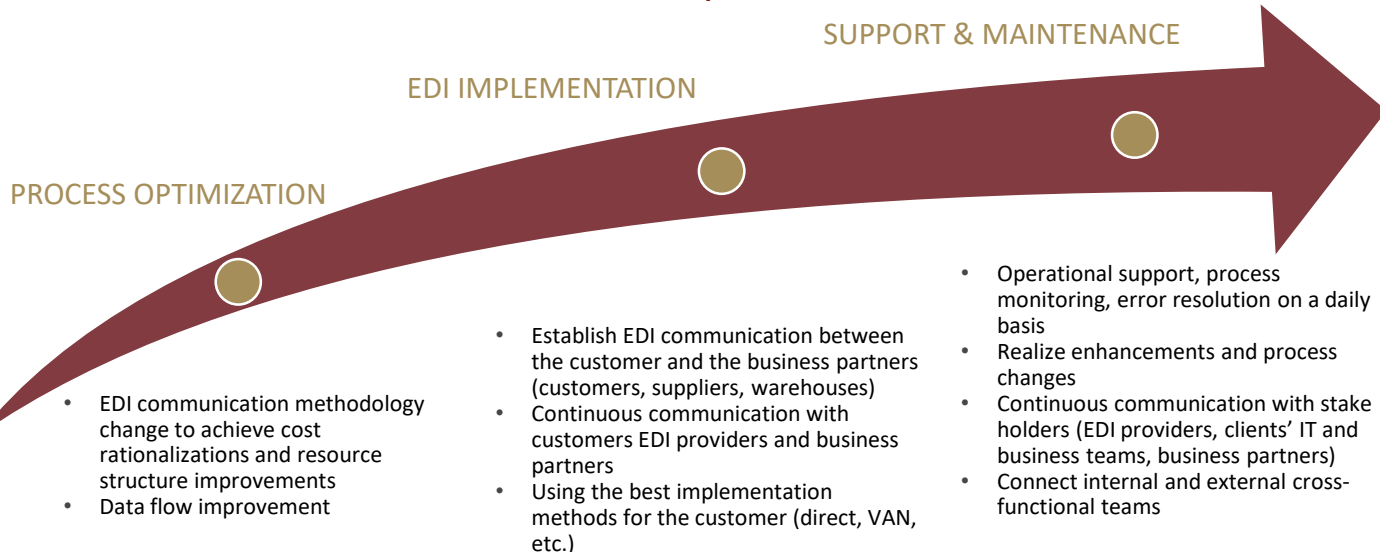 SUPPORT & MAINTENANCE
EDI IMPLEMENTATION
PROCESS OPTIMIZATION
• EDI communication methodology
change to achieve cost
rationalizations and resource
structure improvements
• Data flow improvement
• Establish EDI communication between
the customer and the business partners
(customers, suppliers, warehouses)
• Continuous communication with
customers EDI providers and business
partners
• Using the best implementation
methods for the customer (direct, VAN,
etc.)
• Operational support, process
monitoring, error resolution on a daily
basis
• Realize enhancements and process
changes
• Continuous communication with stake
holders (EDI providers, clients’ IT and
business teams, business partners)
• Connect internal and external cross-
functional teams